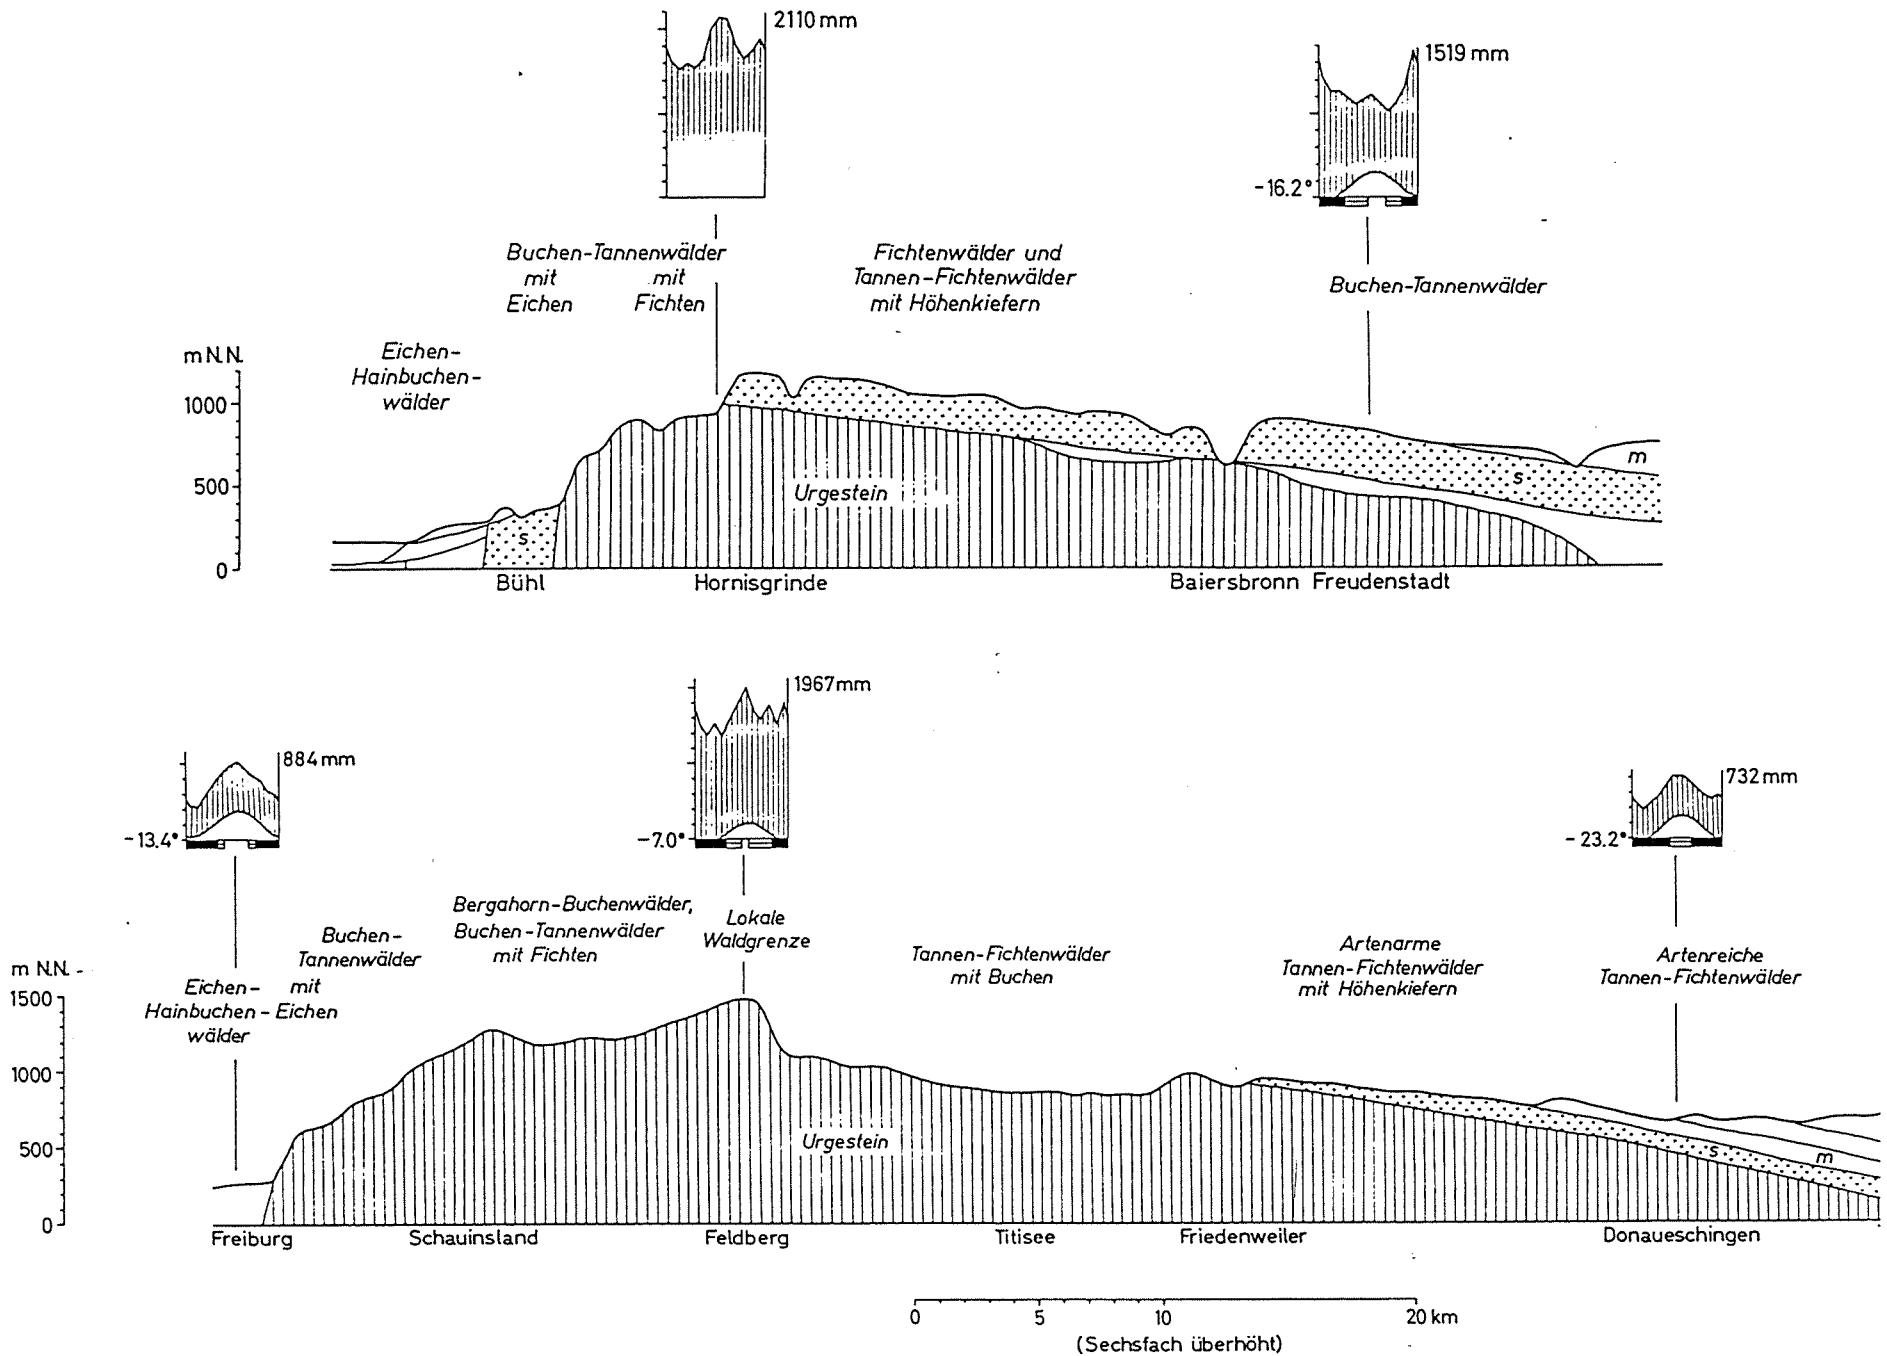 2110 mm
1519 mm
-16.2°
Buchen-Tannenwälder
mit mit
Eichen Fichten
Fichtenwälder und
Tannen-Fichtenwälder
mit Höhenkiefern
Buchen-Tannenwälder
Eichen-
Hainbuchen-
wälder
m N.N.
1000
500
0
Urgestein
s
s
m
Bühl
Hornisgrinde
Baiersbronn
Freudenstadt
884 mm
-13.4°
1967 mm
-7.0°
732 mm
-23.2°
Eichen-
Hainbuchen-
wälder
Buchen-
Tannenwälder
mit
Eichen
Bergahorn-Buchenwälder,
Buchen-Tannenwälder
mit Fichten
Lokale
Waldgrenze
Tannen-Fichtenwälder
mit Buchen
Artenarme
Tannen-Fichtenwälder
mit Höhenkiefern
Artenreiche
Tannen-Fichtenwälder
m N.N.
1500
1000
500
0
Urgestein
s
m
Freiburg
Schauinsland
Feldberg
Titisee
Friedenweiler
Donaueschingen
0 5 10 20 km
(Sechsfach überhöht)